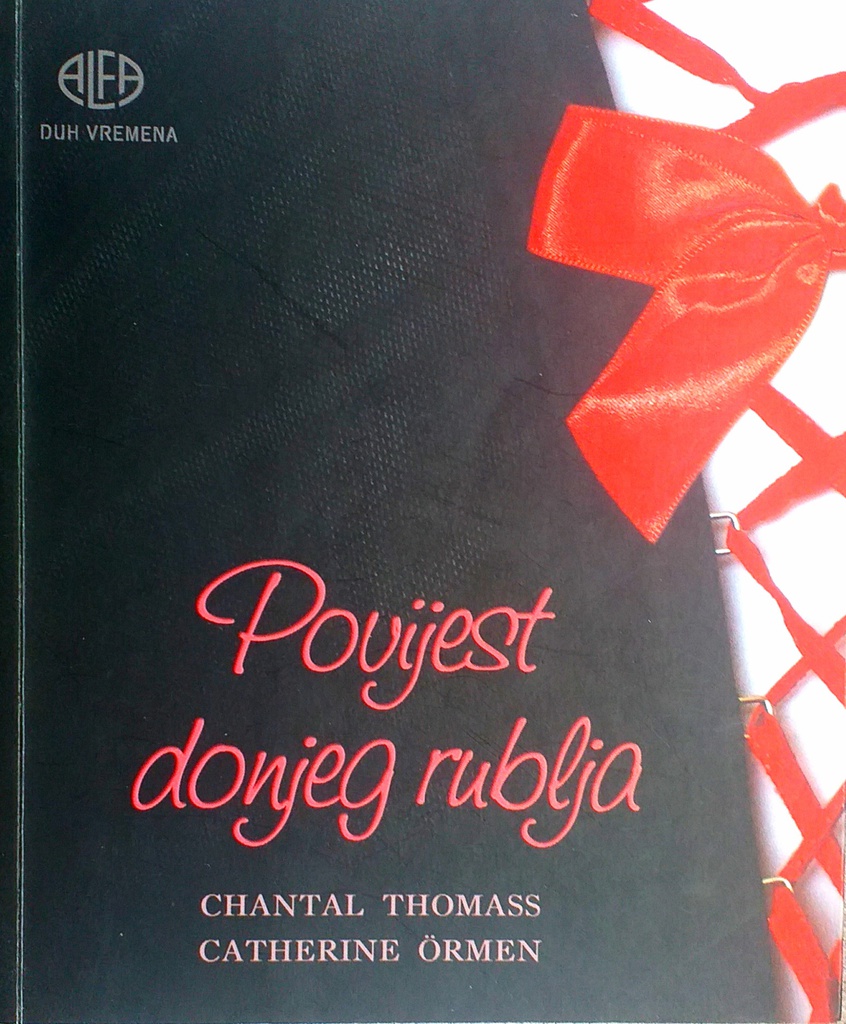 ALFA
DUH VREMENA
Povijest
donjeg rublja
CHANTAL THOMASS
CATHERINE ÖRMEN